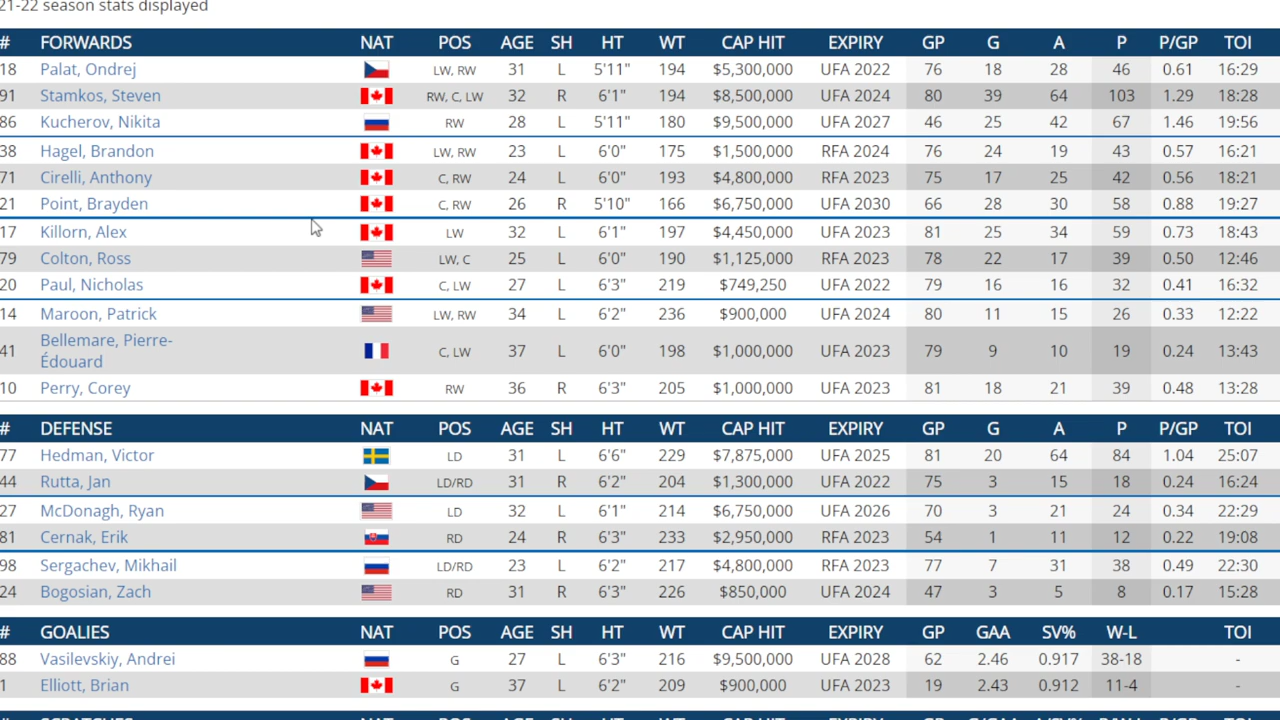 21-22 season stats displayed
# FORWARDS NAT POS AGE SH HT WT CAP HIT EXPIRY GP G A P P/GP TOI
18 Palat, Ondrej LW, RW 31 L 5'11" 194 $5,300,000 UFA 2022 76 18 28 46 0.61 16:29
91 Stamkos, Steven RW, C, LW 32 R 6'1" 194 $8,500,000 UFA 2024 80 39 64 103 1.29 18:28
86 Kucherov, Nikita RW 28 L 5'11" 180 $9,500,000 UFA 2027 46 25 42 67 1.46 19:56
38 Hagel, Brandon LW, RW 23 L 6'0" 175 $1,500,000 RFA 2024 76 24 19 43 0.57 16:21
71 Cirelli, Anthony C, RW 24 L 6'0" 193 $4,800,000 RFA 2023 75 17 25 42 0.56 18:21
21 Point, Brayden C, RW 26 R 5'10" 166 $6,750,000 UFA 2030 66 28 30 58 0.88 19:27
17 Killorn, Alex LW 32 L 6'1" 197 $4,450,000 UFA 2023 81 25 34 59 0.73 18:43
79 Colton, Ross LW, C 25 L 6'0" 190 $1,125,000 RFA 2023 78 22 17 39 0.50 12:46
20 Paul, Nicholas C, LW 27 L 6'3" 219 $749,250 UFA 2022 79 16 16 32 0.41 16:32
14 Maroon, Patrick LW, RW 34 L 6'2" 236 $900,000 UFA 2024 80 11 15 26 0.33 12:22
41 Bellemare, Pierre-
Édouard C, LW 37 L 6'0" 198 $1,000,000 UFA 2023 79 9 10 19 0.24 13:43
10 Perry, Corey RW 36 R 6'3" 205 $1,000,000 UFA 2023 81 18 21 39 0.48 13:28
# DEFENSE NAT POS AGE SH HT WT CAP HIT EXPIRY GP G A P P/GP TOI
77 Hedman, Victor LD 31 L 6'6" 229 $7,875,000 UFA 2025 81 20 64 84 1.04 25:07
44 Rutta, Jan LD/RD 31 R 6'2" 204 $1,300,000 UFA 2022 75 3 15 18 0.24 16:24
27 McDonagh, Ryan LD 32 L 6'1" 214 $6,750,000 UFA 2026 70 3 21 24 0.34 22:29
81 Cernak, Erik RD 24 R 6'3" 233 $2,950,000 RFA 2023 54 1 11 12 0.22 19:08
98 Sergachev, Mikhail LD/RD 23 L 6'2" 217 $4,800,000 RFA 2023 77 7 31 38 0.49 22:30
24 Bogosian, Zach RD 31 R 6'3" 226 $850,000 UFA 2024 47 3 5 8 0.17 15:28
# GOALIES NAT POS AGE SH HT WT CAP HIT EXPIRY GP GAA SV% W-L TOI
88 Vasilevskiy, Andrei G 27 L 6'3" 216 $9,500,000 UFA 2028 62 2.46 0.917 38-18 -
1 Elliott, Brian G 37 L 6'2" 209 $900,000 UFA 2023 19 2.43 0.912 11-4 -